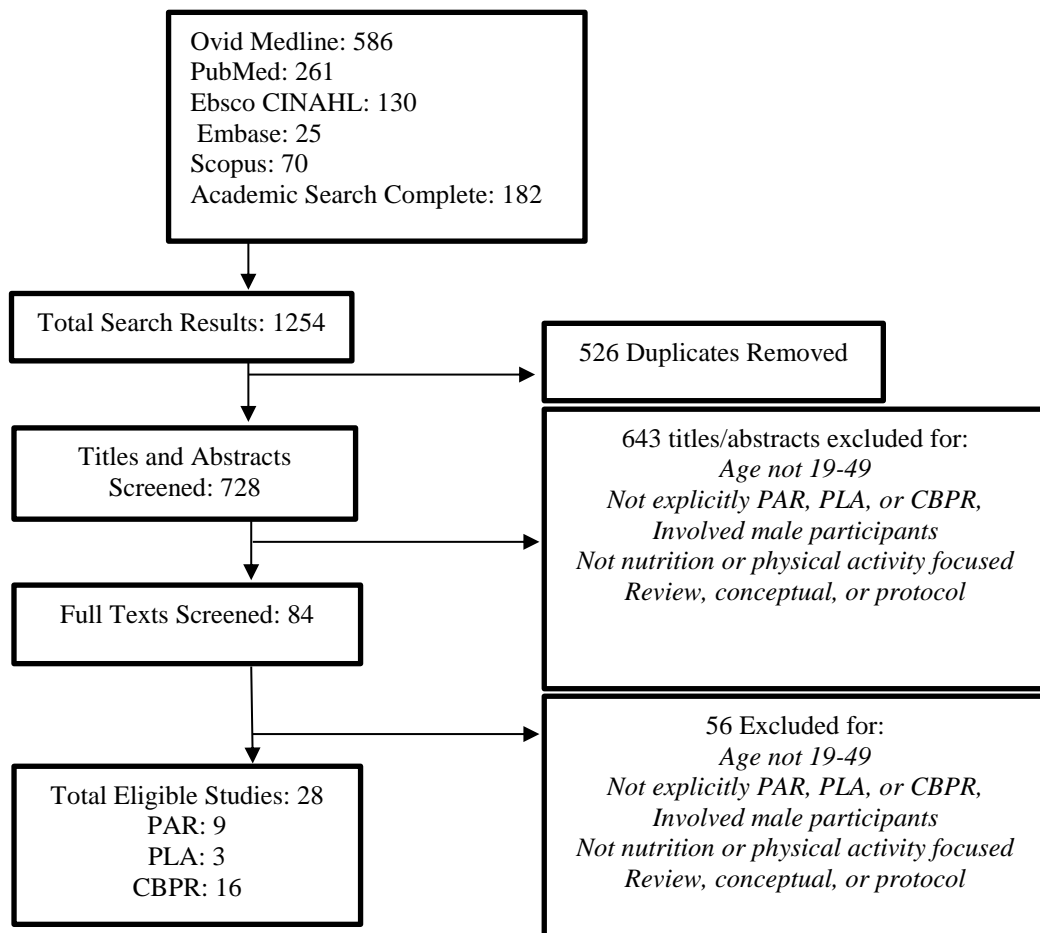 Ovid Medline: 586
PubMed: 261
Ebsco CINAHL: 130
Embase: 25
Scopus: 70
Academic Search Complete: 182
Total Search Results: 1254
526 Duplicates Removed
Titles and Abstracts
Screened: 728
643 titles/abstracts excluded for:
Age not 19-49
Not explicitly PAR, PLA, or CBPR,
Involved male participants
Not nutrition or physical activity focused
Review, conceptual, or protocol
Full Texts Screened: 84
56 Excluded for:
Age not 19-49
Not explicitly PAR, PLA, or CBPR,
Involved male participants
Not nutrition or physical activity focused
Review, conceptual, or protocol
Total Eligible Studies: 28
PAR: 9
PLA: 3
CBPR: 16